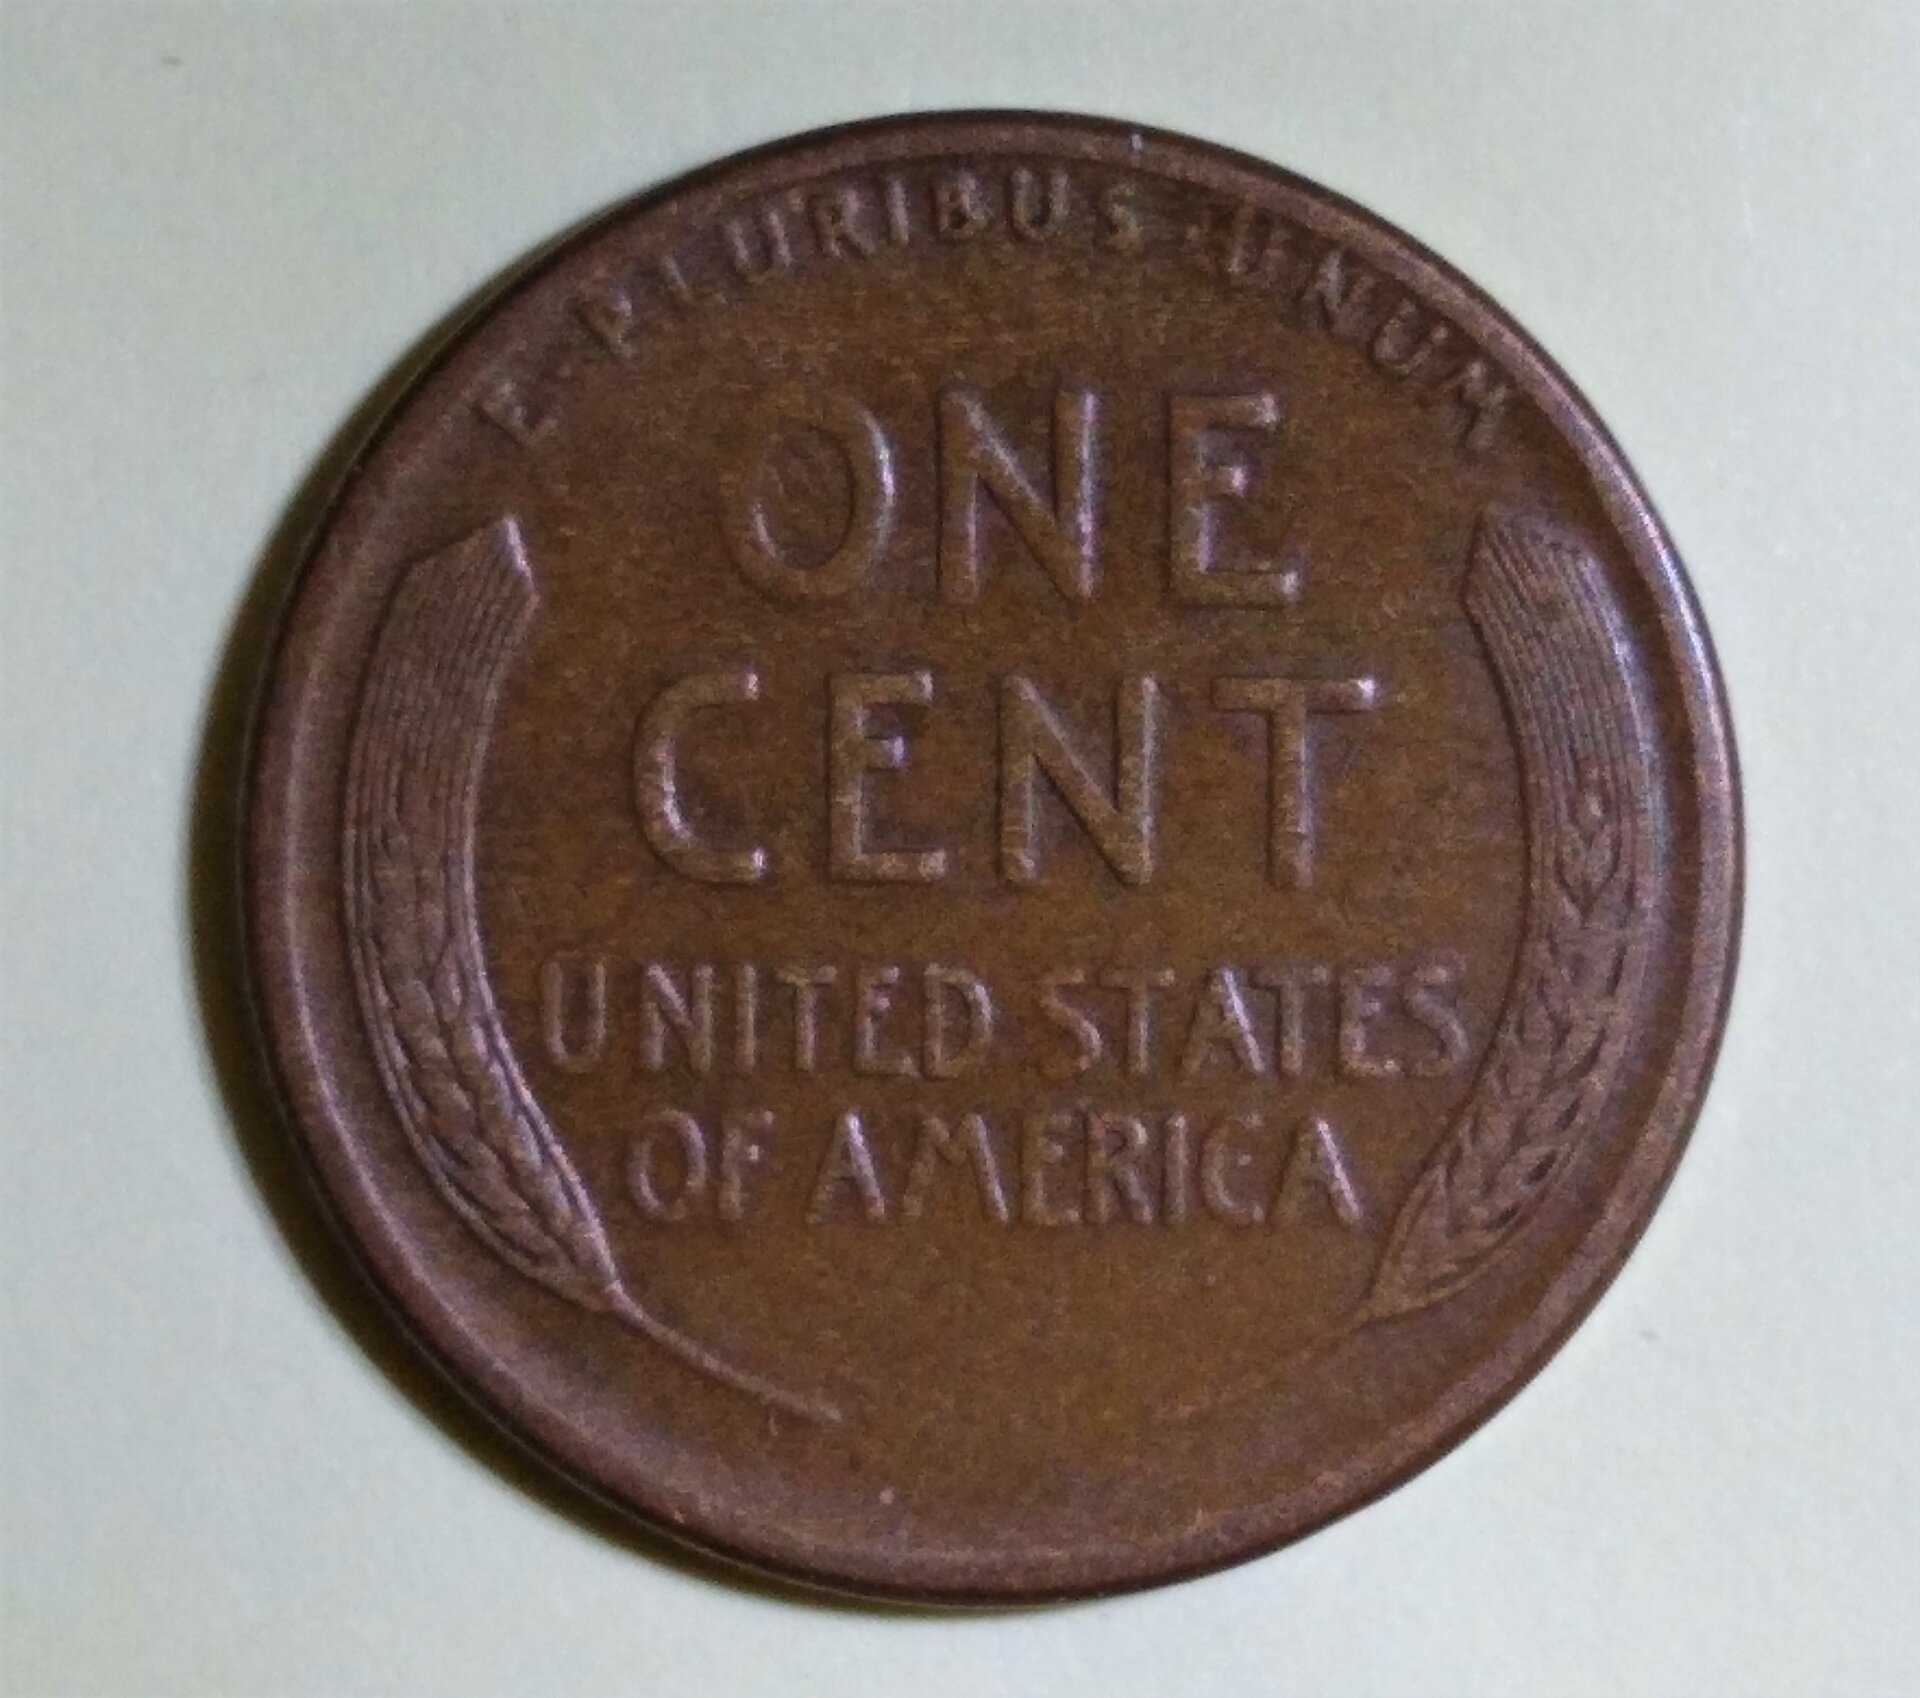 E·PLURIBUS·UNUM
ONE
CENT
UNITED STATES
OF AMERICA